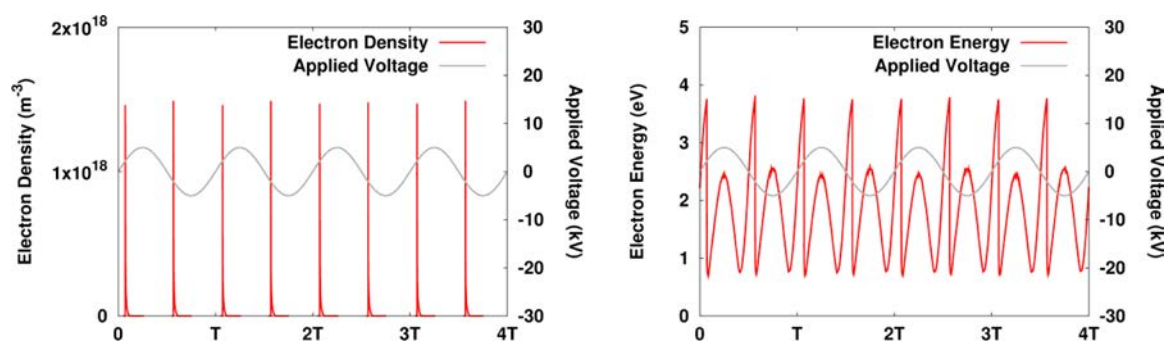 2x10^18
1x10^18
0
Electron Density (m^-3)
Electron Density
Applied Voltage
30
20
10
0
-10
-20
-30
Applied Voltage (kV)
0
T
2T
3T
4T
5
4
3
2
1
0
Electron Energy (eV)
Electron Energy
Applied Voltage
30
20
10
0
-10
-20
-30
Applied Voltage (kV)
0
T
2T
3T
4T